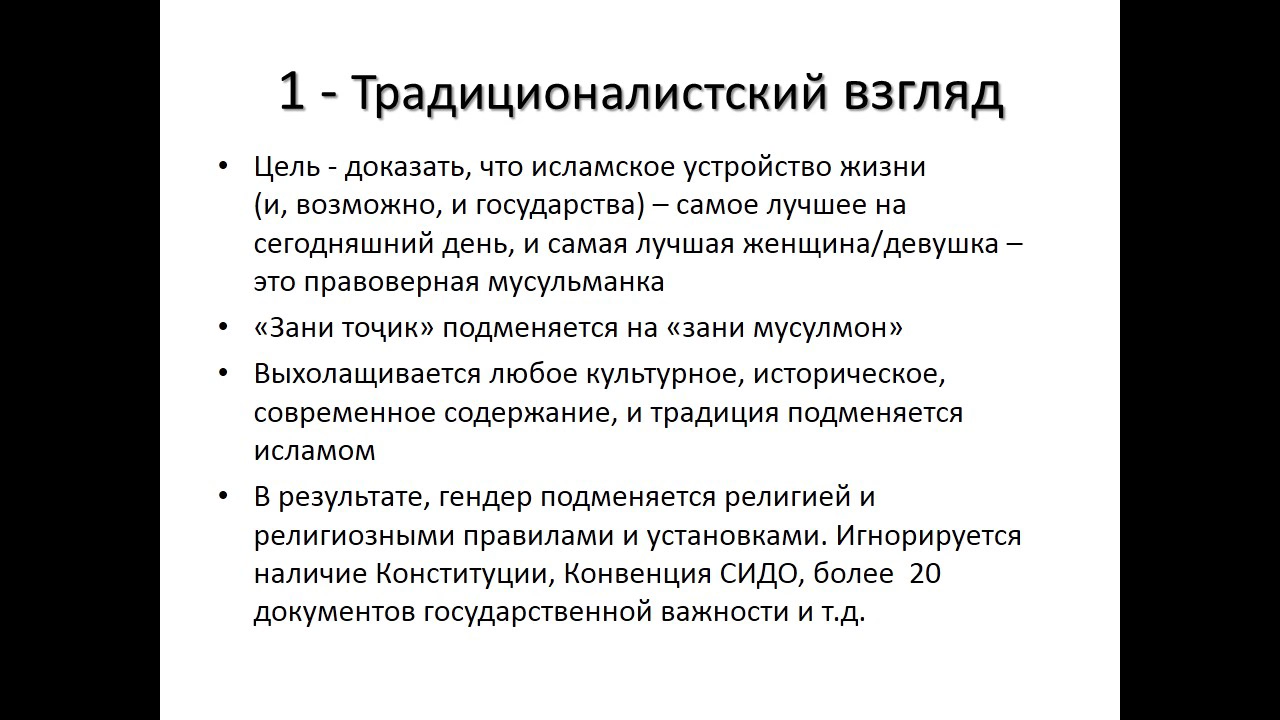 1 - Традиционалистский взгляд
• Цель - доказать, что исламское устройство жизни
(и, возможно, и государства) – самое лучшее на
сегодняшний день, и самая лучшая женщина/девушка –
это правоверная мусульманка
• «Зани тоҷик» подменяется на «зани мусулмон»
• Выхолащивается любое культурное, историческое,
современное содержание, и традиция подменяется
исламом
• В результате, гендер подменяется религией и
религиозными правилами и установками. Игнорируется
наличие Конституции, Конвенция СИДО, более  20
документов государственной важности и т.д.